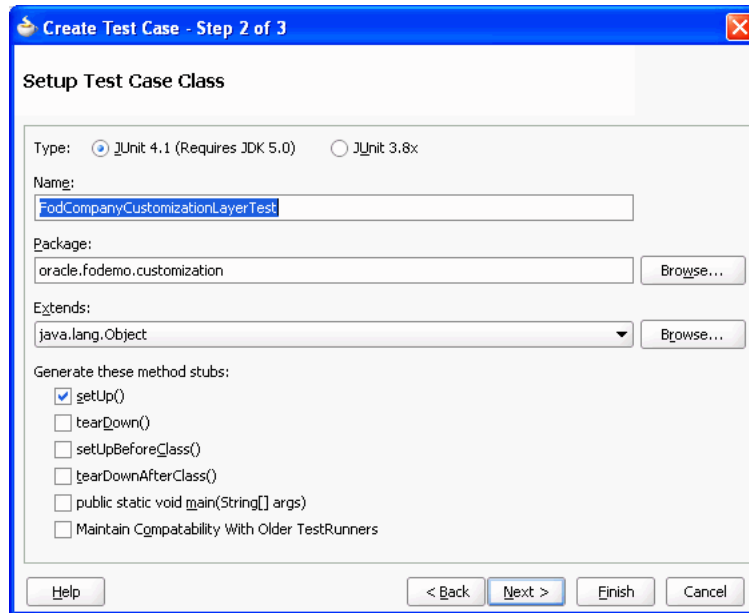 Create Test Case - Step 2 of 3
Setup Test Case Class
Type: JUnit 4.1 (Requires JDK 5.0) JUnit 3.8x
Name:
FodCompanyCustomizationLayerTest
Package:
oracle.fodemo.customization Browse...
Extends:
java.lang.Object Browse...
Generate these method stubs:
setUp()
tearDown()
setUpBeforeClass()
tearDownAfterClass()
public static void main(String[] args)
Maintain Compatability With Older TestRunners
Help < Back Next > Finish Cancel